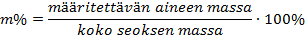 m% = määritettävän aineen massa / koko seoksen massa · 100%